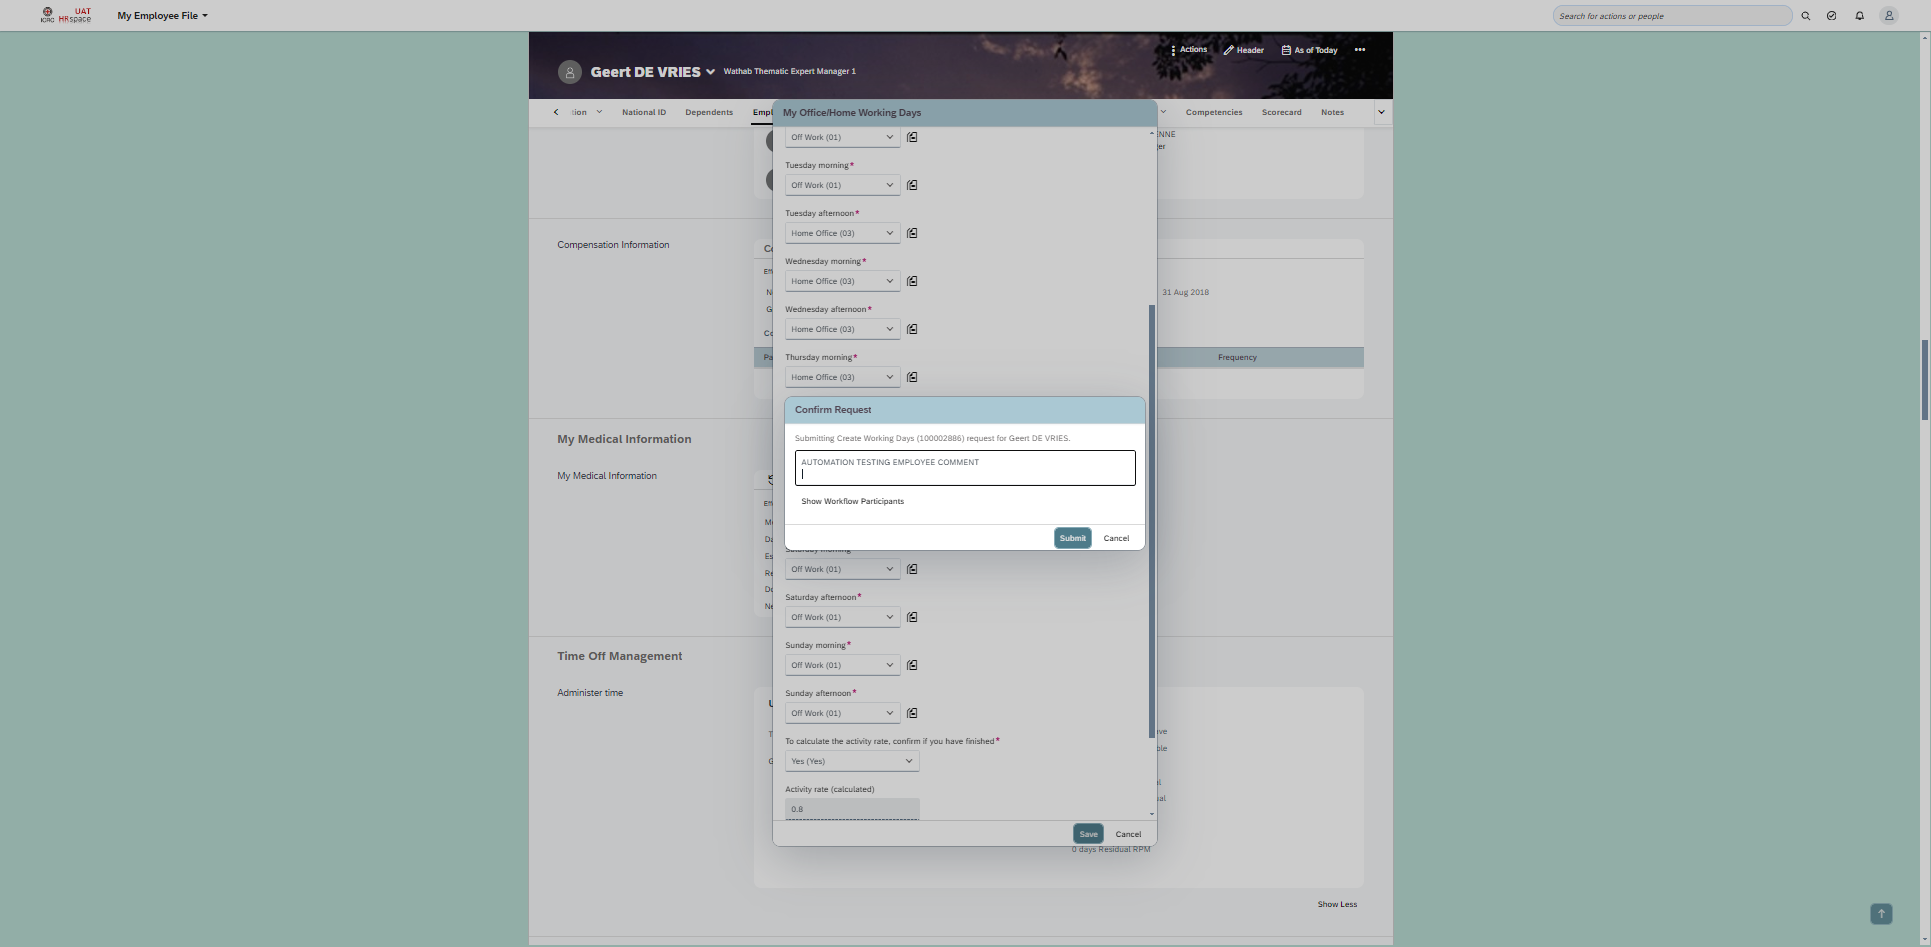 UAT
ICRC HRspace
My Employee File
Search for actions or people
Actions
Header
As of Today
Geert DE VRIES
Wathab Thematic Expert Manager 1
tion
National ID
Dependents
Empl
Competencies
Scorecard
Notes
My Office/Home Working Days
Off Work (01)
Tuesday morning*
Off Work (01)
Tuesday afternoon*
Home Office (03)
Wednesday morning*
Home Office (03)
Wednesday afternoon*
Home Office (03)
Thursday morning*
Home Office (03)
Confirm Request
Submitting Create Working Days (100002886) request for Geert DE VRIES.
AUTOMATION TESTING EMPLOYEE COMMENT
Show Workflow Participants
Submit
Cancel
Saturday morning
Off Work (01)
Saturday afternoon*
Off Work (01)
Sunday morning*
Off Work (01)
Sunday afternoon*
Off Work (01)
To calculate the activity rate, confirm if you have finished*
Yes (Yes)
Activity rate (calculated)
0.8
Save
Cancel
ENNE
er
Compensation Information
31 Aug 2018
Frequency
My Medical Information
My Medical Information
Time Off Management
Administer time
0 days Residual RPM
Show Less